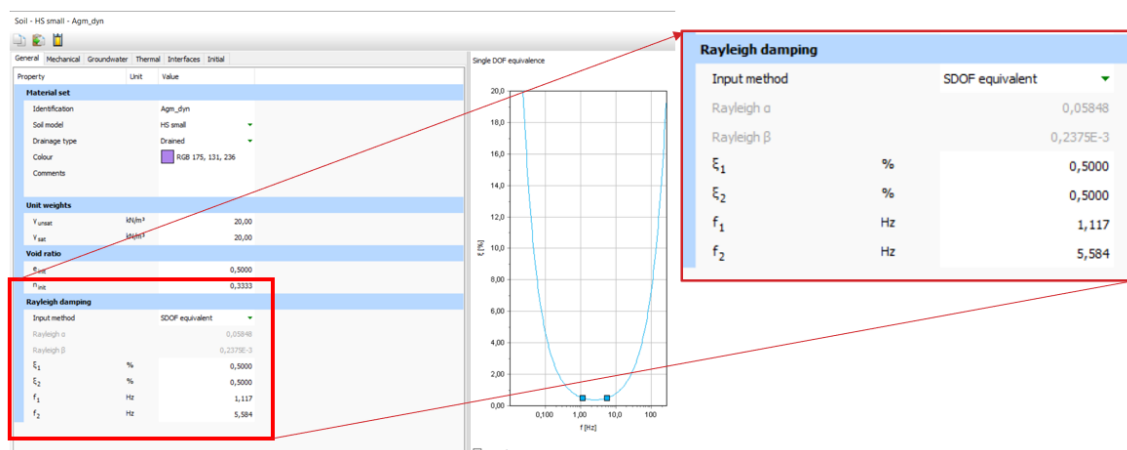 Soil - HS small - Agm_dyn
General Mechanical Groundwater Thermal Interfaces Initial
Property Unit Value
Material set
Identification Agm_dyn
Soil model HS small
Drainage type Drained
Colour RGB 175, 131, 236
Comments
Unit weights
γ unsat kN/m³ 20,00
γ sat kN/m³ 20,00
Void ratio
e init 0,5000
n init 0,3333
Rayleigh damping
Input method SDOF equivalent
Rayleigh α 0,05848
Rayleigh β 0,2375E-3
ξ1 % 0,5000
ξ2 % 0,5000
f1 Hz 1,117
f2 Hz 5,584
Single DOF equivalence
20,0
18,0
16,0
14,0
12,0
10,0
8,00
6,00
4,00
2,00
0,00
ξ [%]
0,100 1,00 10,0 100
f [Hz]
Rayleigh damping
Input method SDOF equivalent
Rayleigh α 0,05848
Rayleigh β 0,2375E-3
ξ1 % 0,5000
ξ2 % 0,5000
f1 Hz 1,117
f2 Hz 5,584